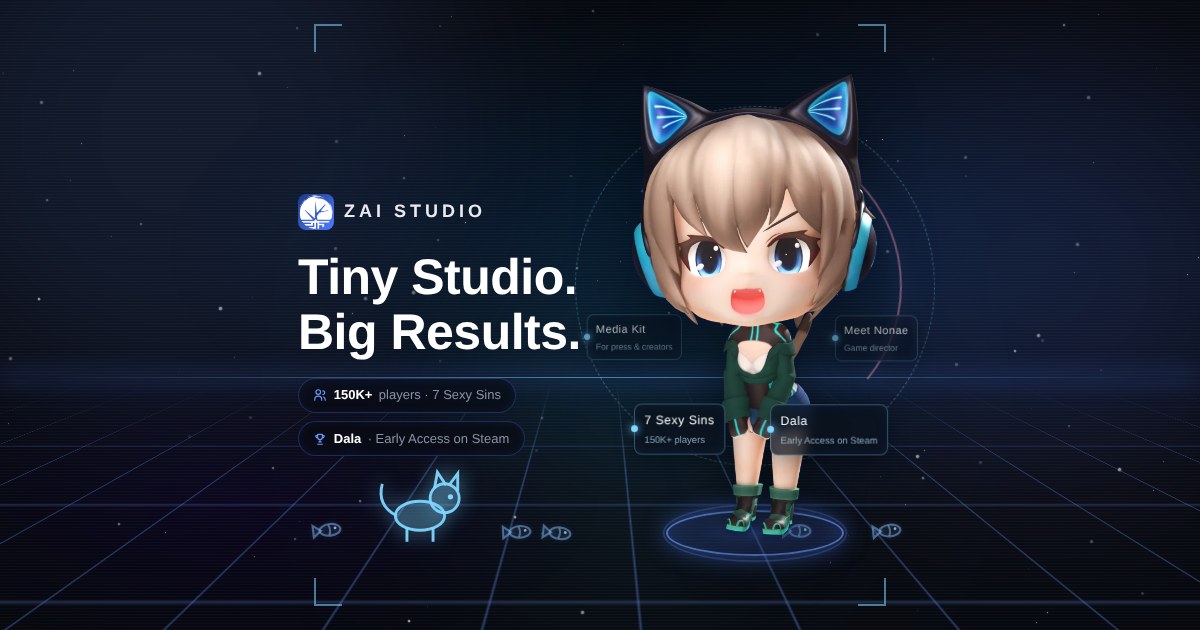 ZAI STUDIO
Tiny Studio.
Big Results.
150K+ players · 7 Sexy Sins
Dala · Early Access on Steam
Media Kit
For press & creators
Meet Nonae
Game director
7 Sexy Sins
150K+ players
Dala
Early Access on Steam